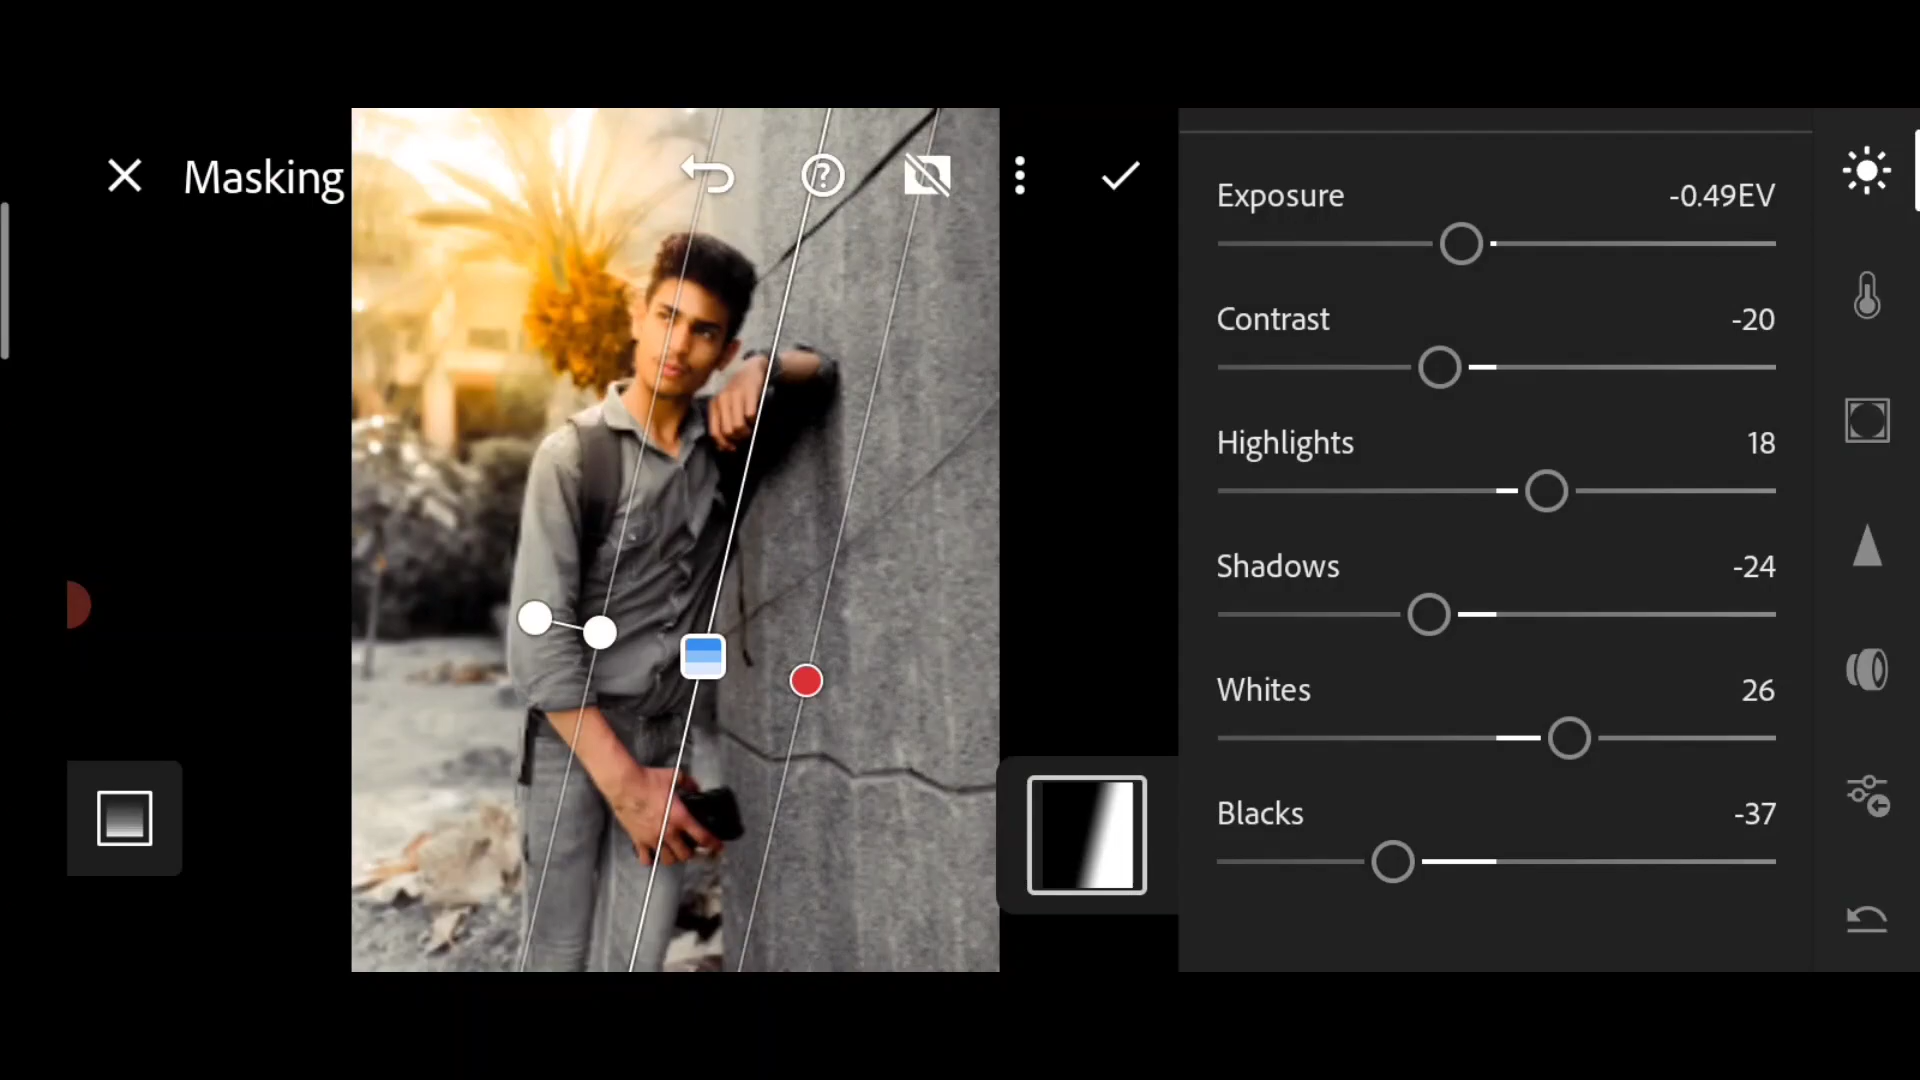 Masking
Exposure -0.49EV
Contrast -20
Highlights 18
Shadows -24
Whites 26
Blacks -37